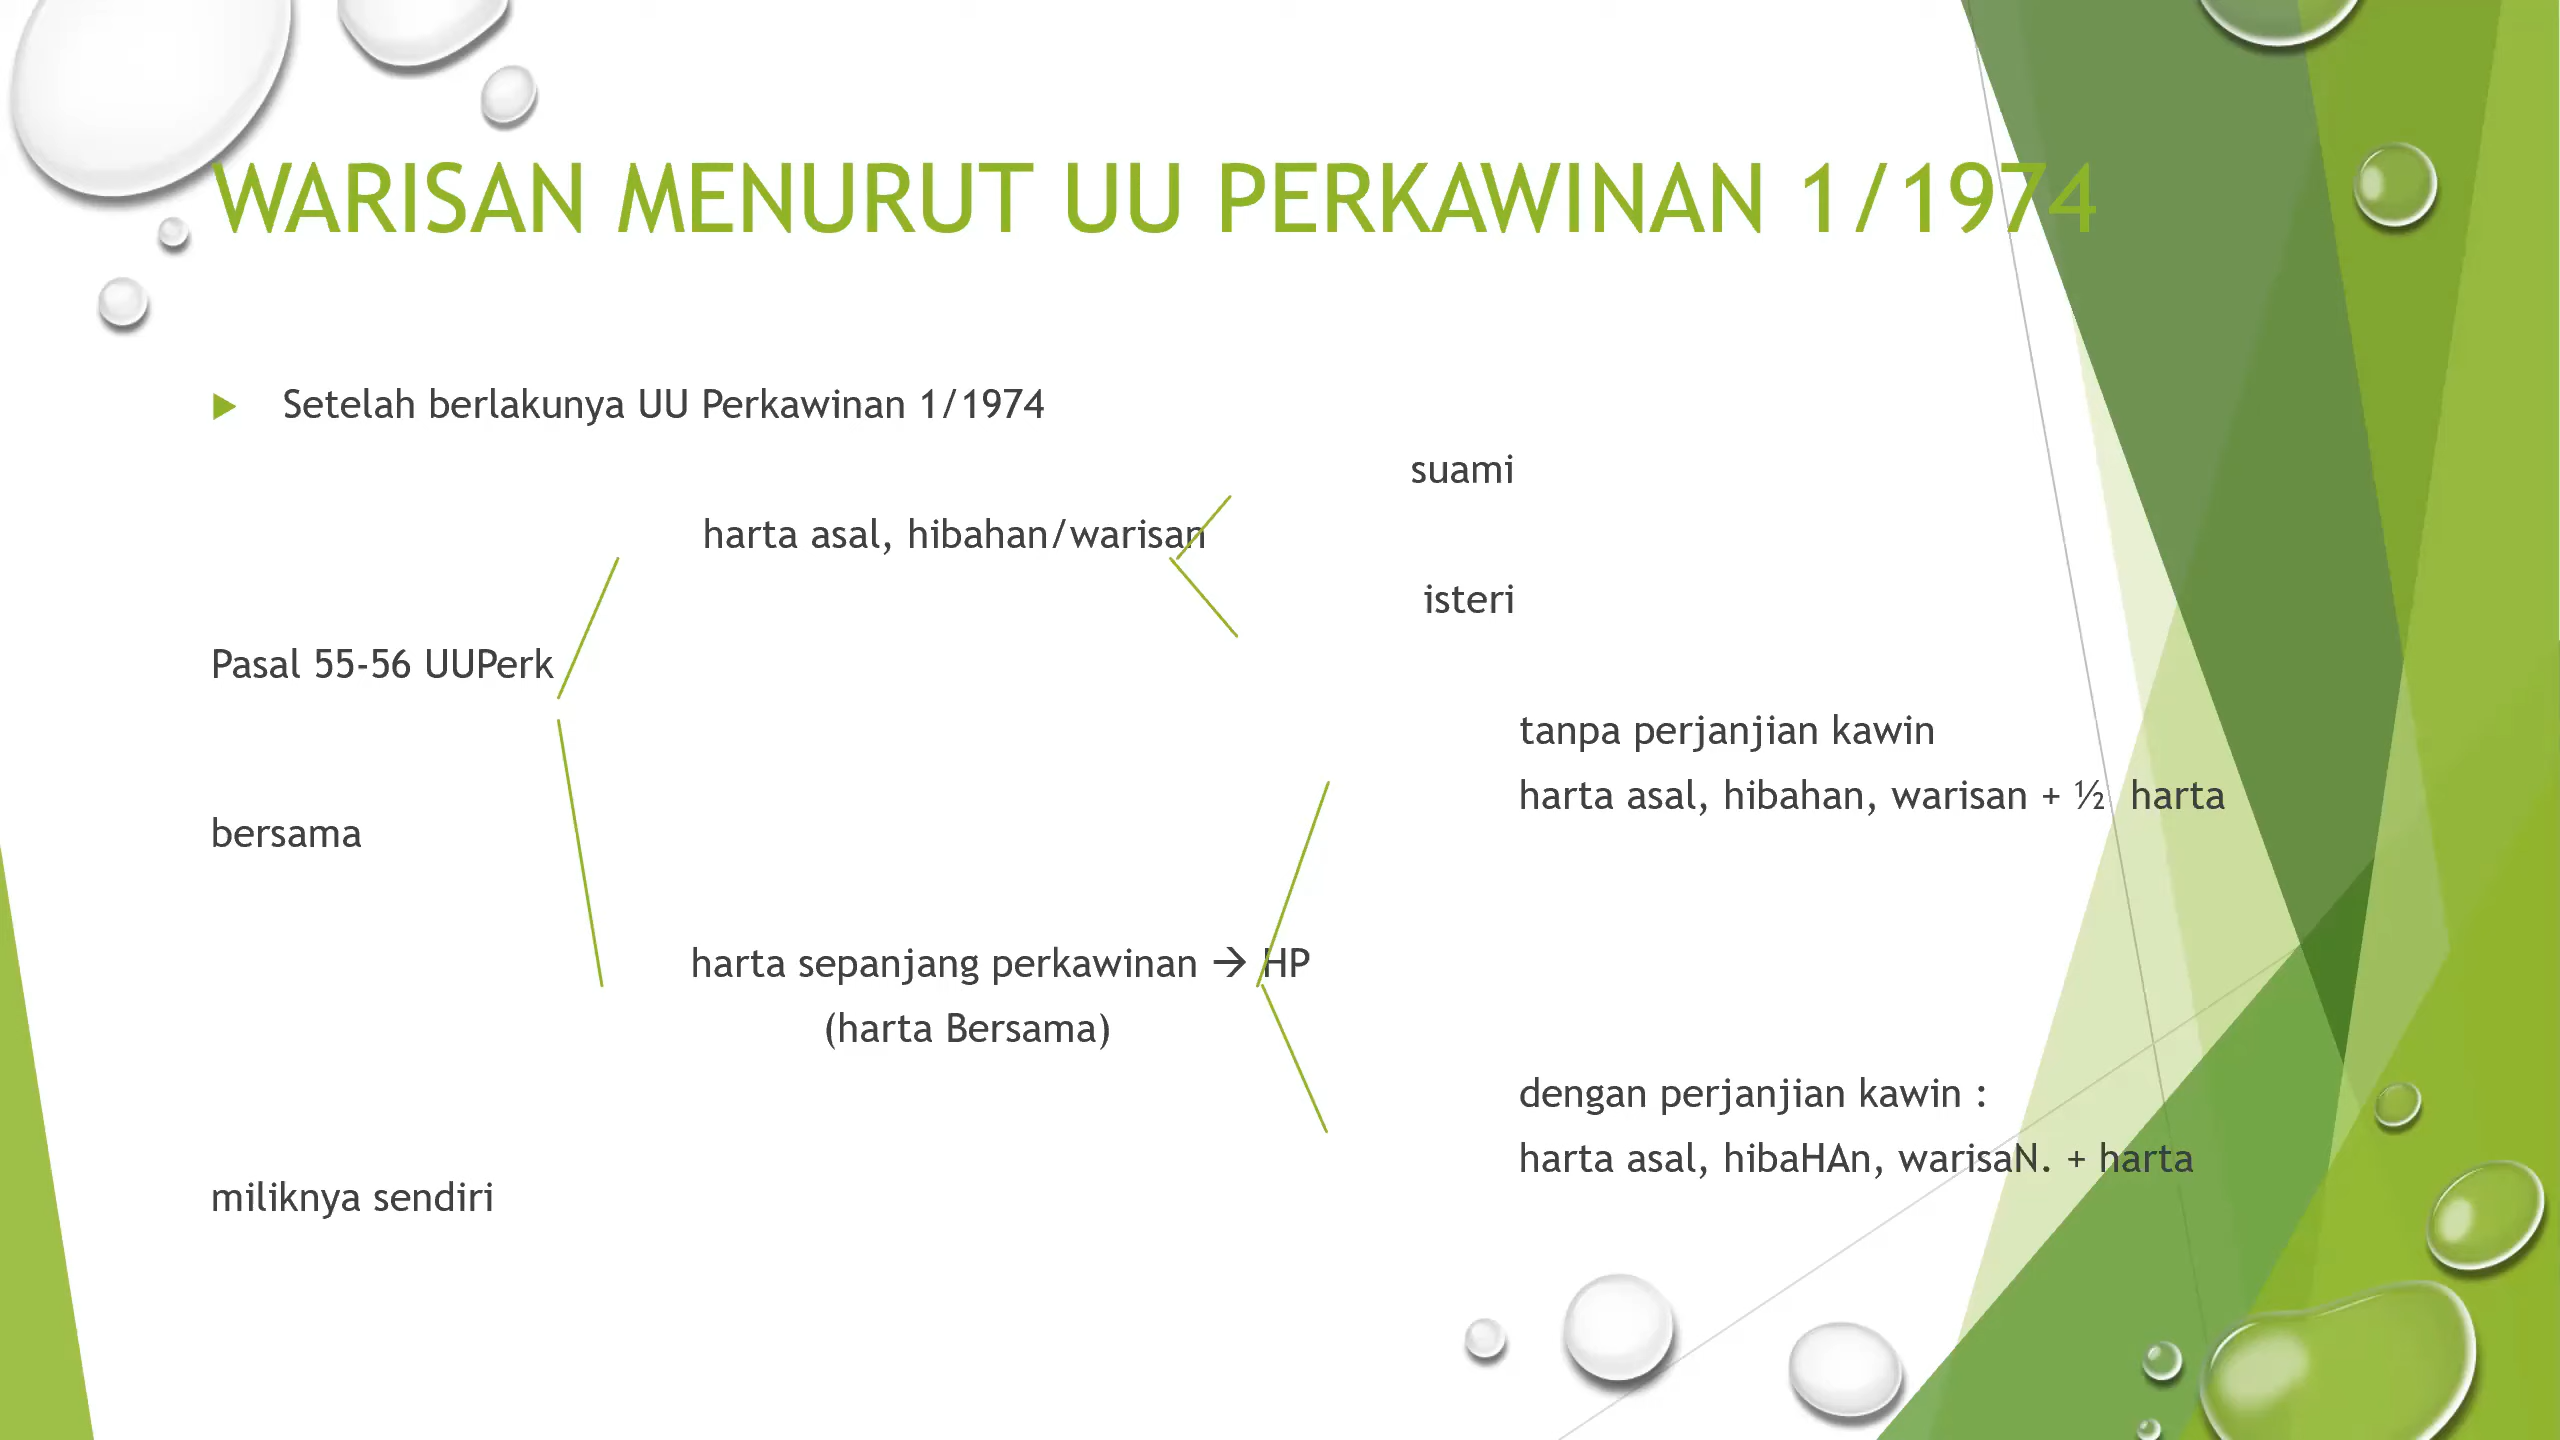 WARISAN MENURUT UU PERKAWINAN 1/1974
Setelah berlakunya UU Perkawinan 1/1974
suami
harta asal, hibahan/warisan
isteri
Pasal 55-56 UUPerk
tanpa perjanjian kawin
harta asal, hibahan, warisan + ½ harta
bersama
harta sepanjang perkawinan → HP
(harta Bersama)
dengan perjanjian kawin :
harta asal, hibaHAn, warisaN. + harta
miliknya sendiri